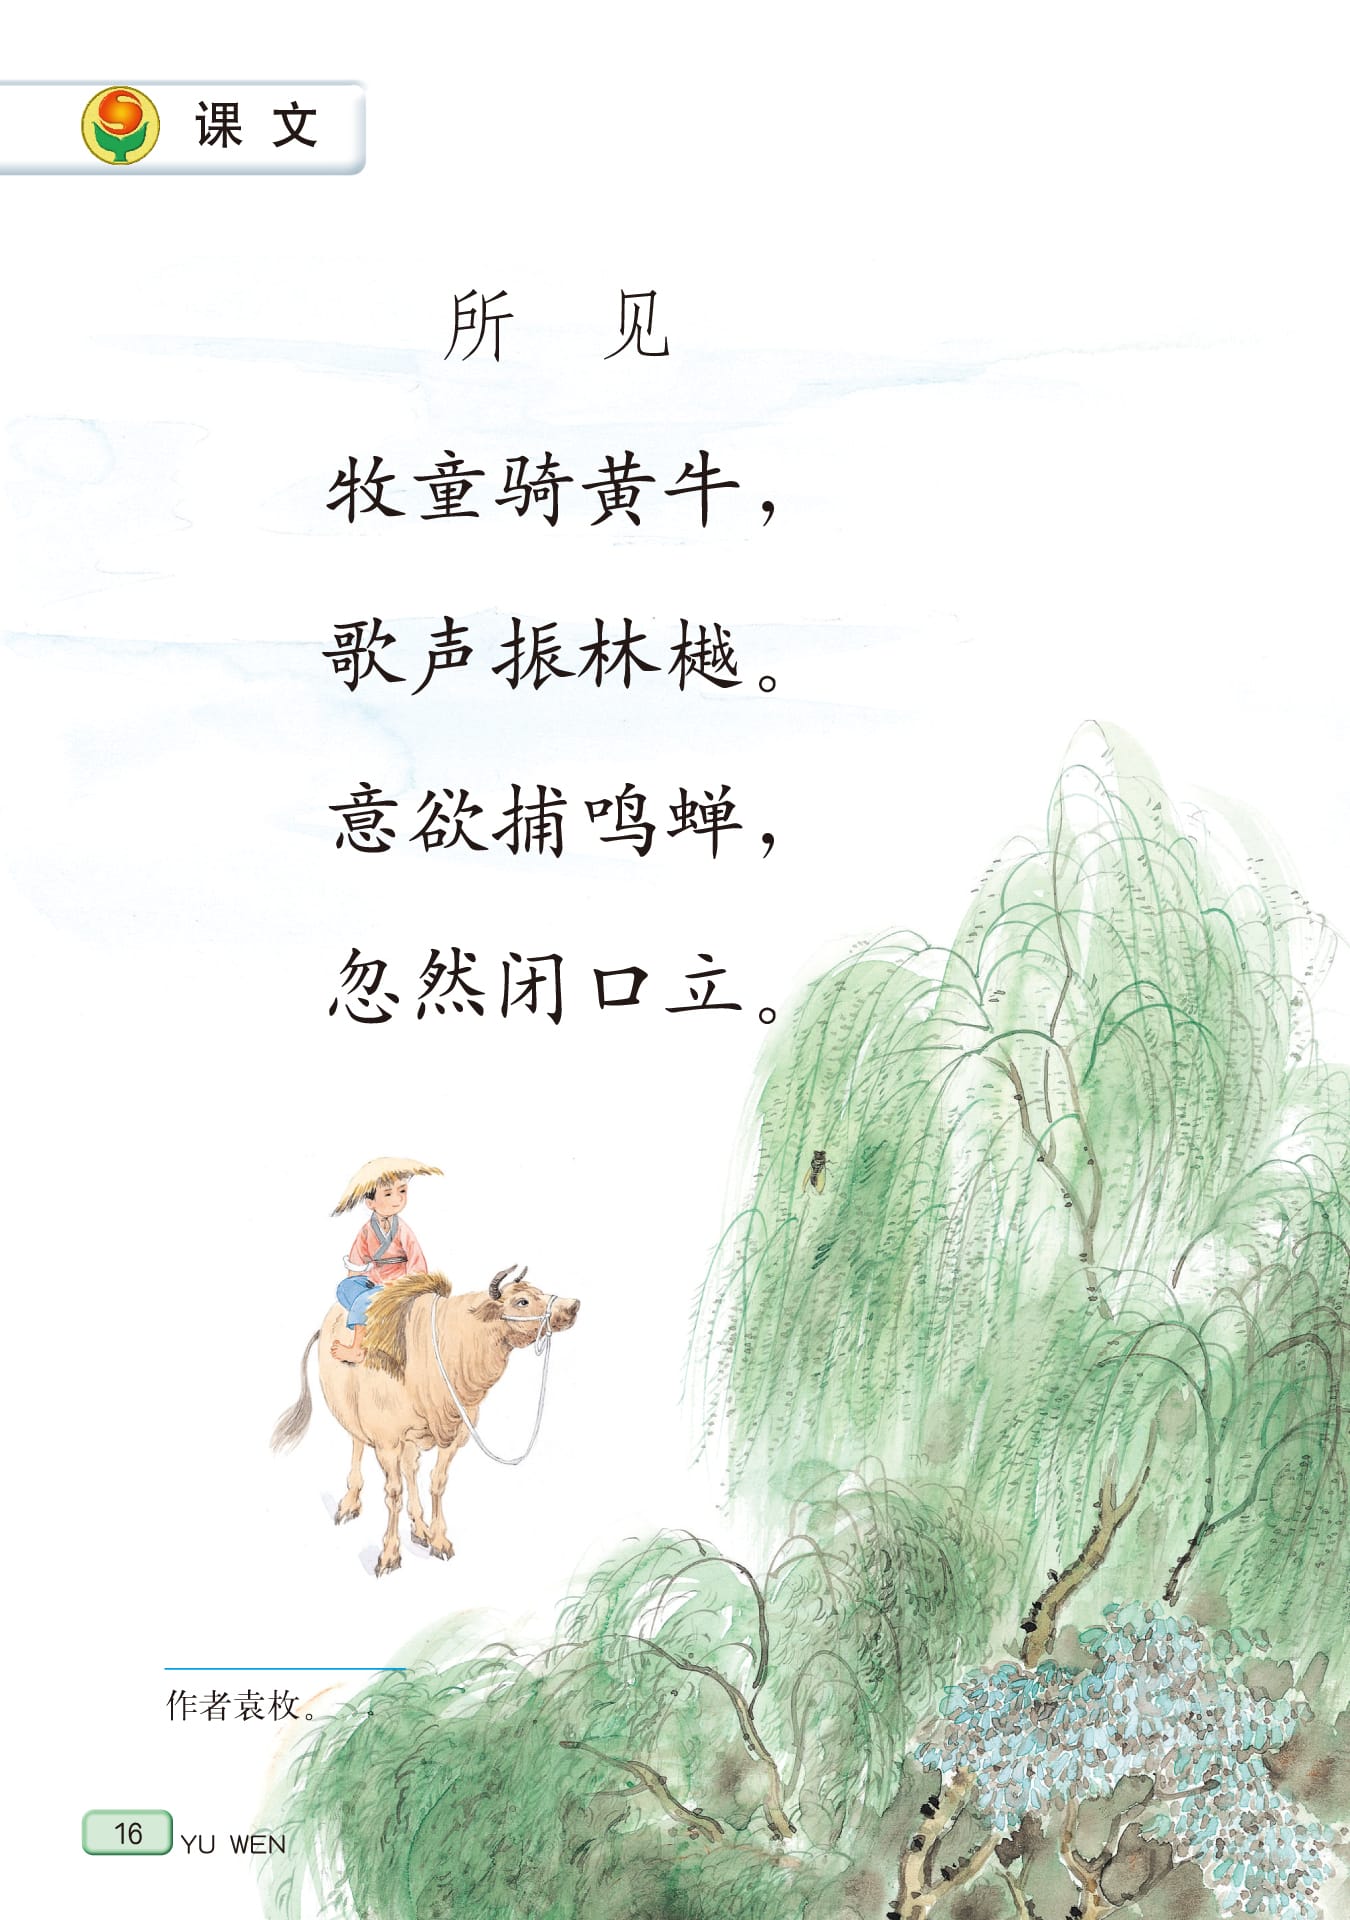 课文
所见
牧童骑黄牛，
歌声振林樾。
意欲捕鸣蝉，
忽然闭口立。
作者袁枚。
16 YU WEN